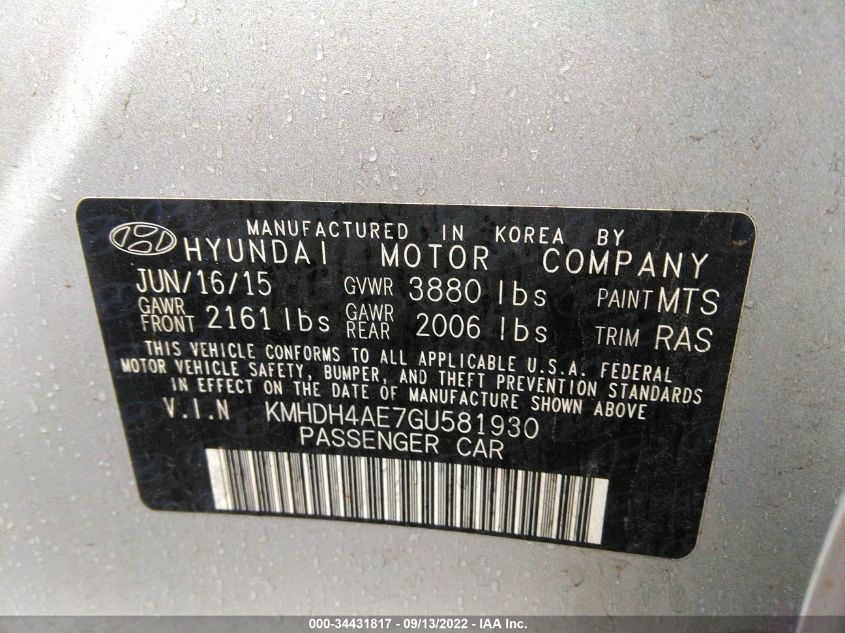 MANUFACTURED IN KOREA BY
HYUNDAI MOTOR COMPANY
JUN/16/15 GVWR 3880 lbs PAINT MTS
GAWR FRONT 2161 lbs GAWR REAR 2006 lbs TRIM RAS
THIS VEHICLE CONFORMS TO ALL APPLICABLE U.S.A. FEDERAL
MOTOR VEHICLE SAFETY, BUMPER, AND THEFT PREVENTION STANDARDS
IN EFFECT ON THE DATE OF MANUFACTURE SHOWN ABOVE
V.I.N KMHDH4AE7GU581930
PASSENGER CAR
000-34431817 - 09/13/2022 - IAA Inc.